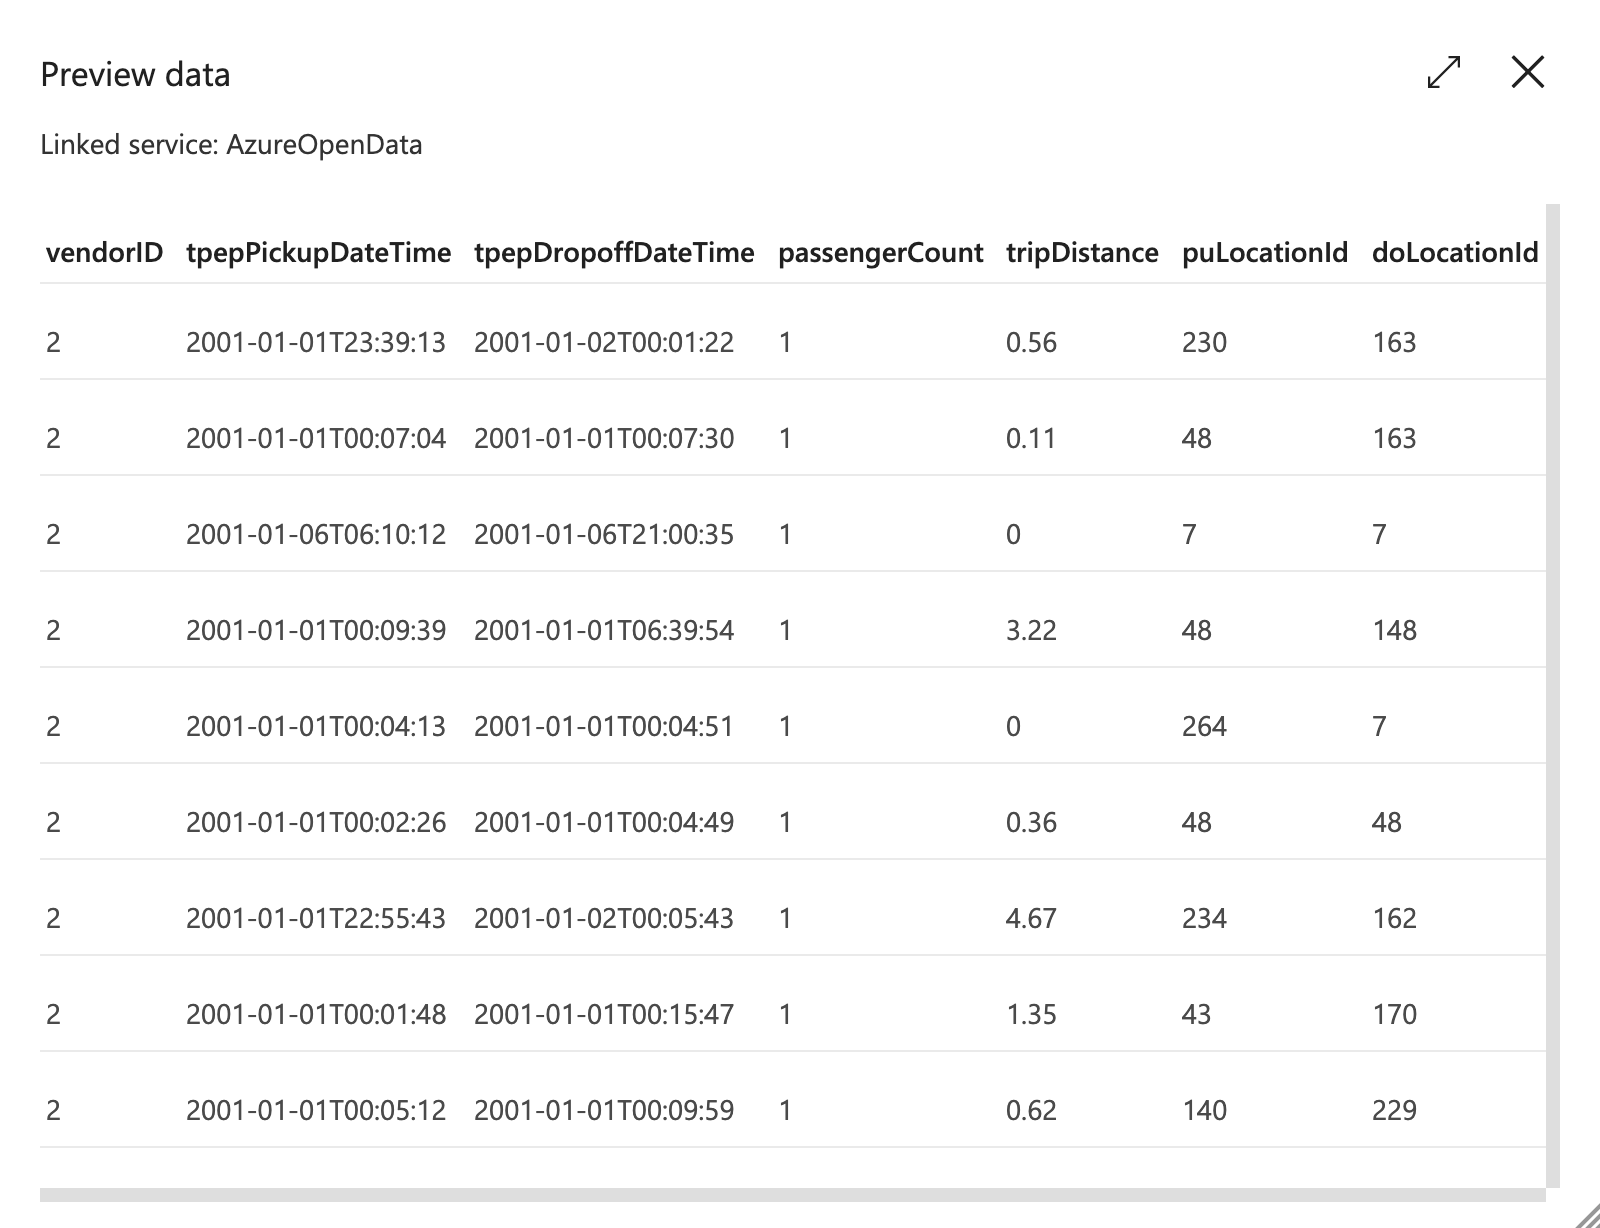 Preview data
Linked service: AzureOpenData
vendorID tpepPickupDateTime tpepDropoffDateTime passengerCount tripDistance puLocationId doLocationId
2 2001-01-01T23:39:13 2001-01-02T00:01:22 1 0.56 230 163
2 2001-01-01T00:07:04 2001-01-01T00:07:30 1 0.11 48 163
2 2001-01-06T06:10:12 2001-01-06T21:00:35 1 0 7 7
2 2001-01-01T00:09:39 2001-01-01T06:39:54 1 3.22 48 148
2 2001-01-01T00:04:13 2001-01-01T00:04:51 1 0 264 7
2 2001-01-01T00:02:26 2001-01-01T00:04:49 1 0.36 48 48
2 2001-01-01T22:55:43 2001-01-02T00:05:43 1 4.67 234 162
2 2001-01-01T00:01:48 2001-01-01T00:15:47 1 1.35 43 170
2 2001-01-01T00:05:12 2001-01-01T00:09:59 1 0.62 140 229